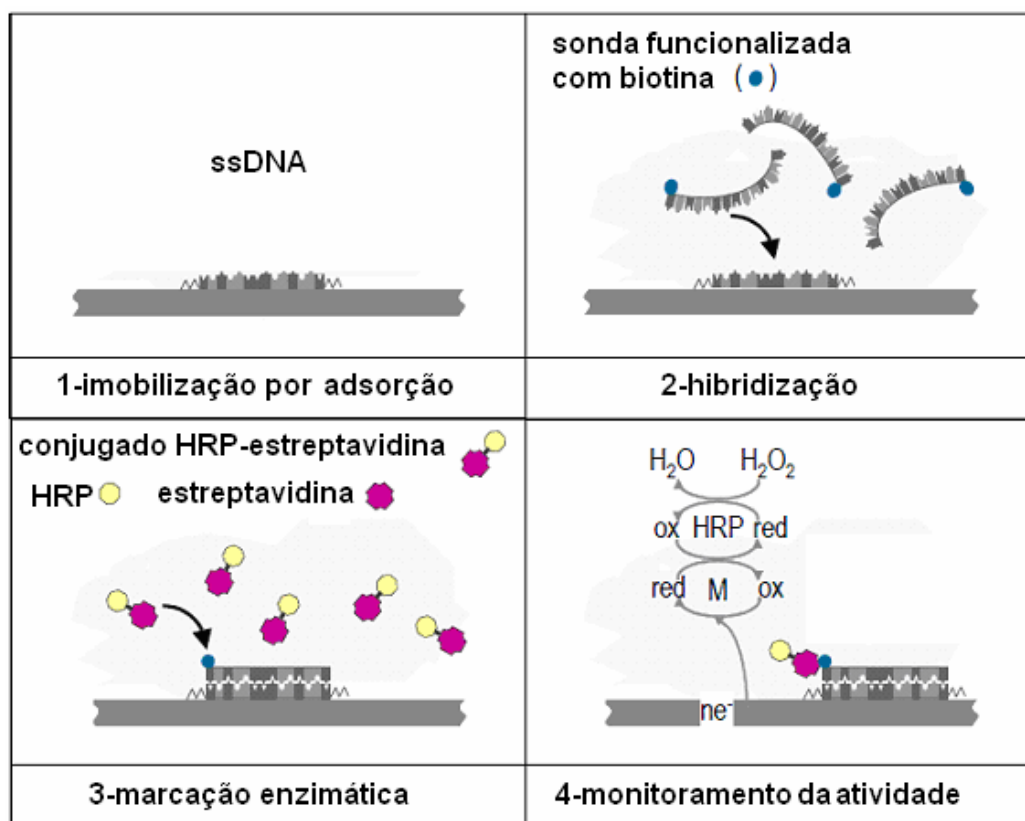 ssDNA
1-imobilização por adsorção
sonda funcionalizada
com biotina ( )
2-hibridização
conjugado HRP-estreptavidina
HRP estreptavidina
3-marcação enzimática
H₂O H₂O₂
ox HRP red
red M ox
ne⁻
4-monitoramento da atividade